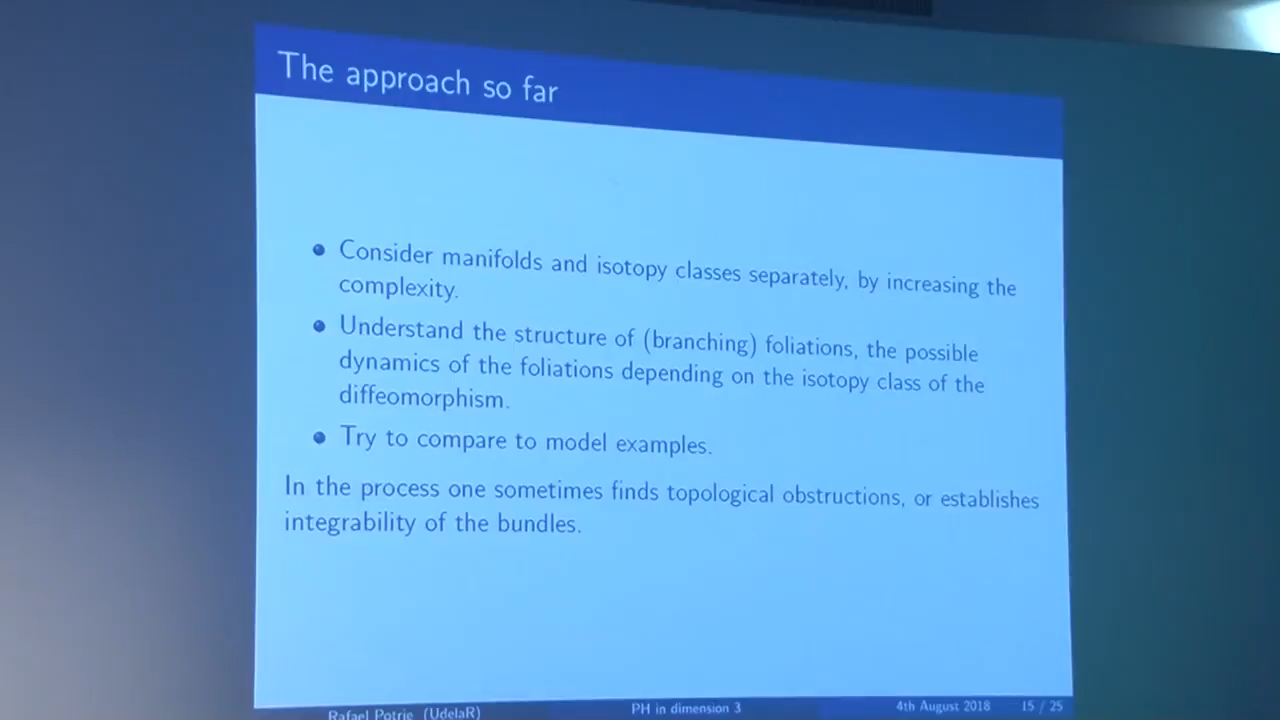 The approach so far
Consider manifolds and isotopy classes separately, by increasing the
complexity.
Understand the structure of (branching) foliations, the possible
dynamics of the foliations depending on the isotopy class of the
diffeomorphism.
Try to compare to model examples.
In the process one sometimes finds topological obstructions, or establishes
integrability of the bundles.
Rafael Potrie (UdelaR) PH in dimension 3 4th August 2018 15 / 25